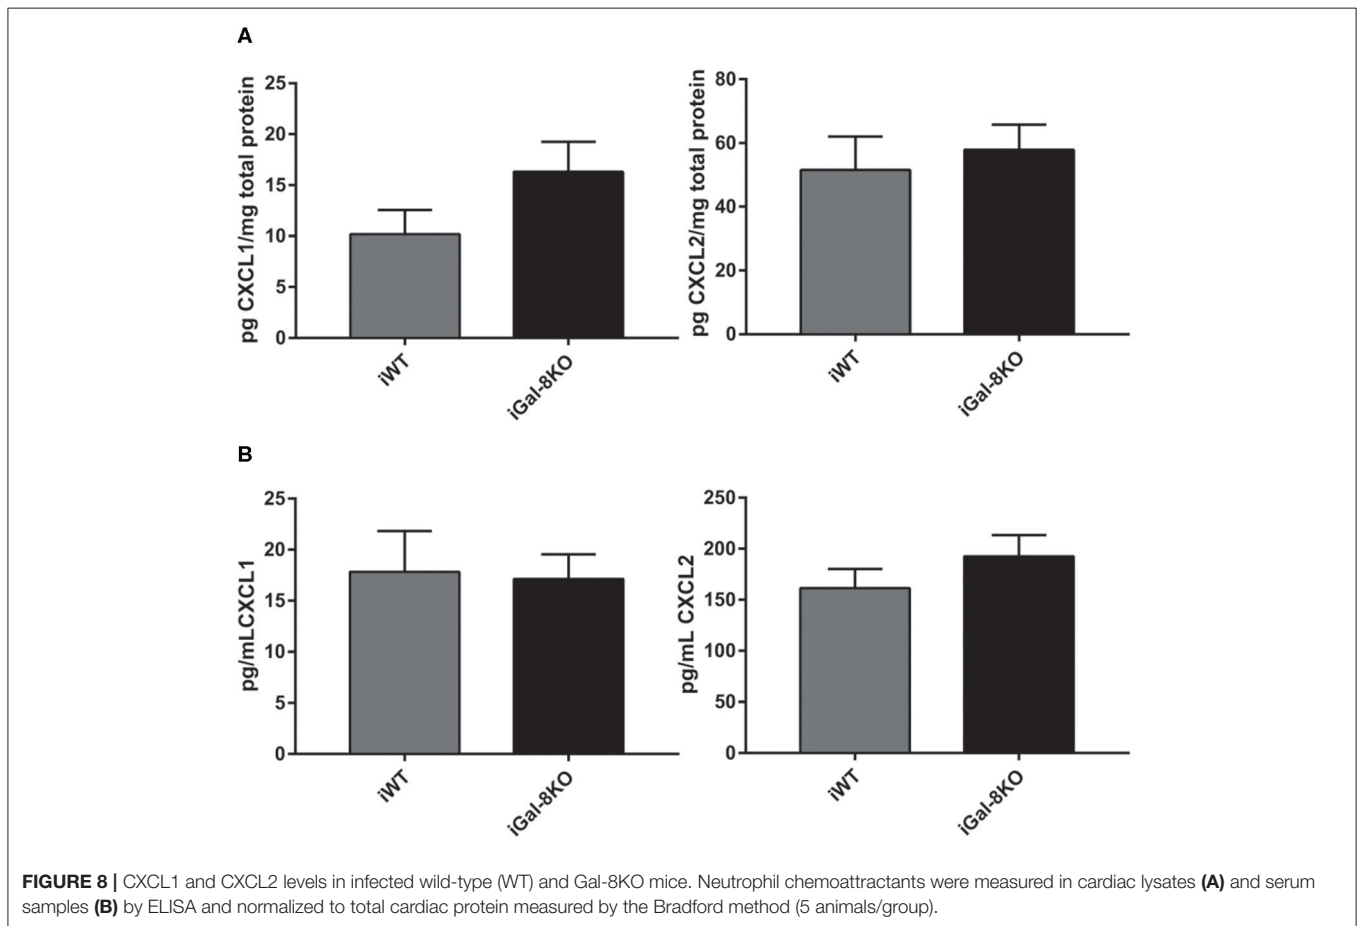 A
pg CXCL1/mg total protein
25
20
15
10
5
0
iWT
iGal-8KO
pg CXCL2/mg total protein
80
60
40
20
0
iWT
iGal-8KO
B
pg/mLCXCL1
25
20
15
10
5
0
iWT
iGal-8KO
pg/mL CXCL2
250
200
150
100
50
0
iWT
iGal-8KO
FIGURE 8 | CXCL1 and CXCL2 levels in infected wild-type (WT) and Gal-8KO mice. Neutrophil chemoattractants were measured in cardiac lysates (A) and serum
samples (B) by ELISA and normalized to total cardiac protein measured by the Bradford method (5 animals/group).